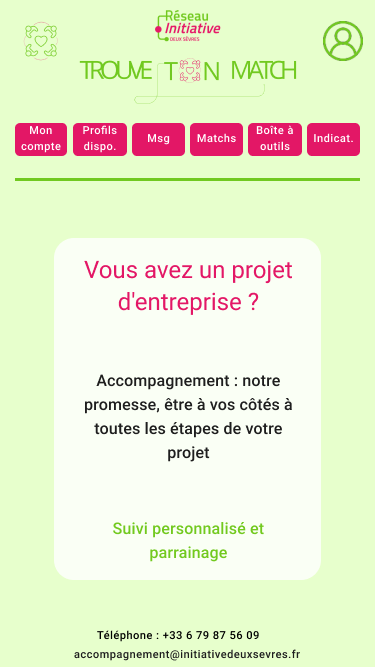 Réseau
Initiative
DEUX SÈVRES
TROUVE T N MATCH
Mon compte
Profils dispo.
Msg
Matchs
Boîte à outils
Indicat.
Vous avez un projet
d'entreprise ?
Accompagnement : notre
promesse, être à vos côtés à
toutes les étapes de votre
projet
Suivi personnalisé et
parrainage
Téléphone : +33 6 79 87 56 09
accompagnement@initiativedeuxsevres.fr